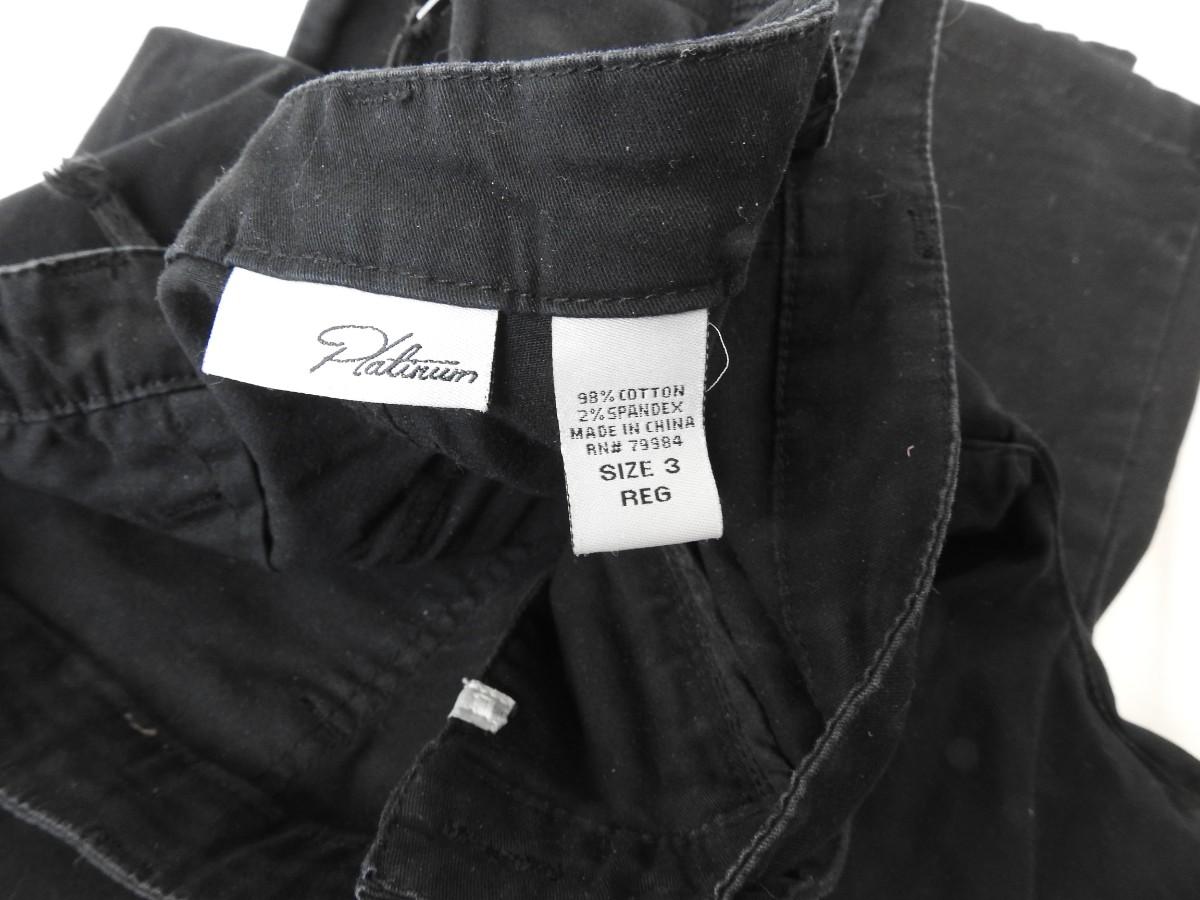 Platinum
98% COTTON
2% SPANDEX
MADE IN CHINA
RN# 79984
SIZE 3
REG